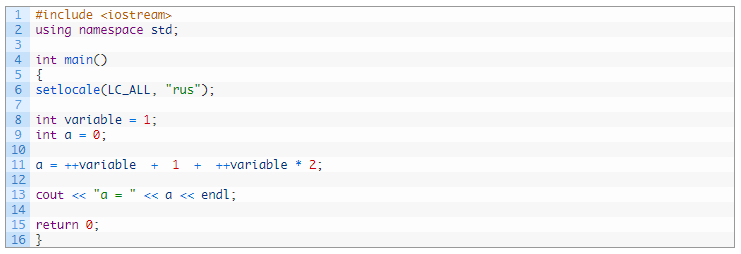 1 #include <iostream>
2 using namespace std;
3
4 int main()
5 {
6 setlocale(LC_ALL, "rus");
7
8 int variable = 1;
9 int a = 0;
10
11 a = ++variable  +  1  +  ++variable * 2;
12
13 cout << "a = " << a << endl;
14
15 return 0;
16 }